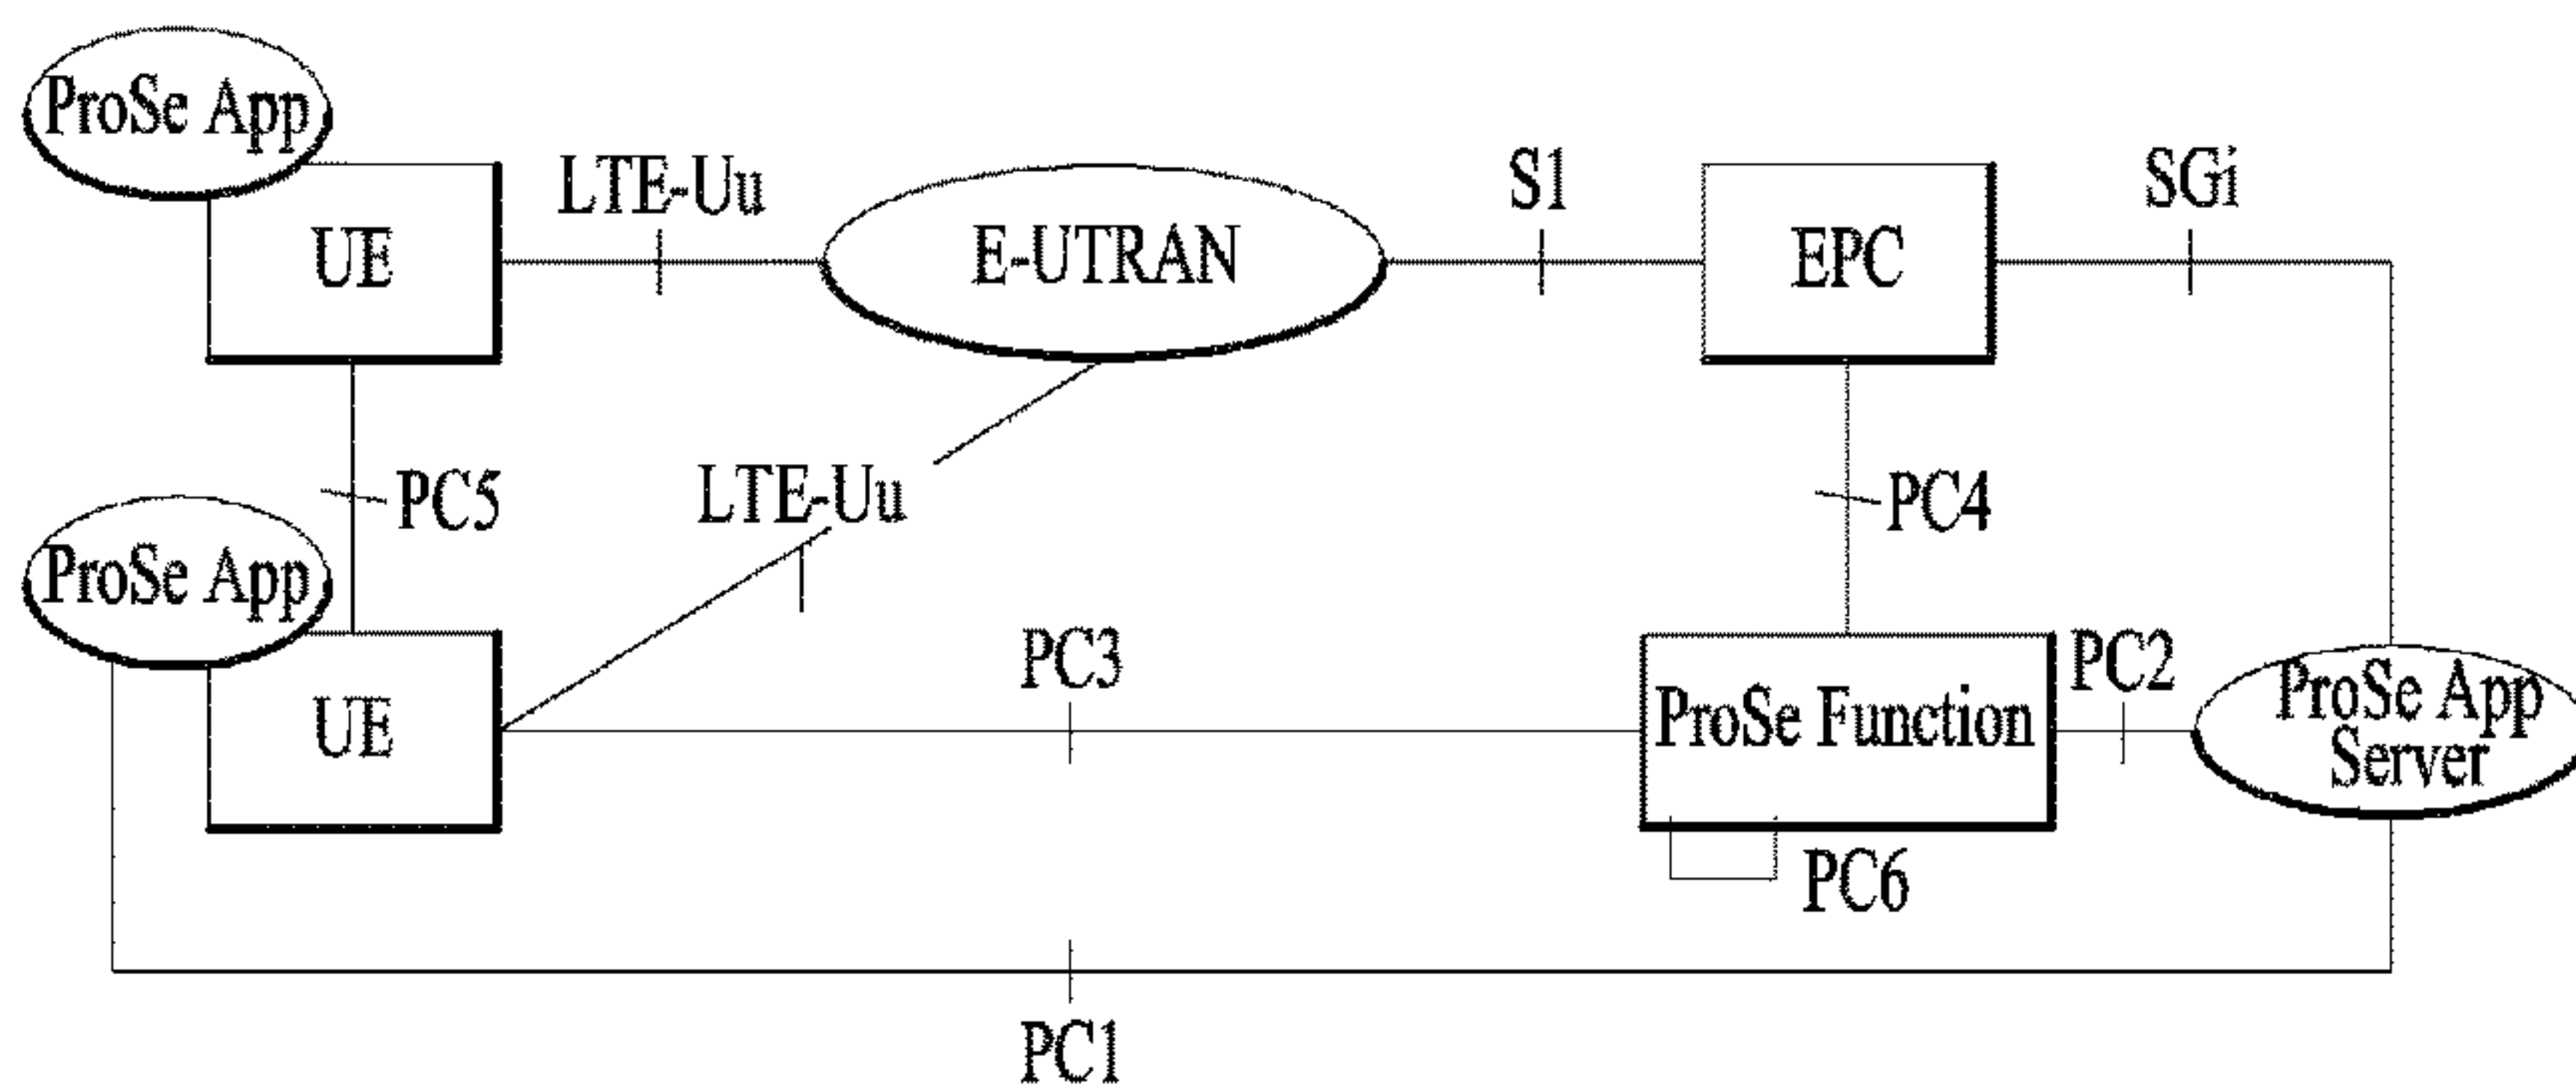 ProSe App
LTE-Uu
S1
SGi
UE
E-UTRAN
EPC
LTE-Uu
PC5
PC4
ProSe App
PC3
PC2
UE
ProSe Function
ProSe App
Server
PC6
PC1